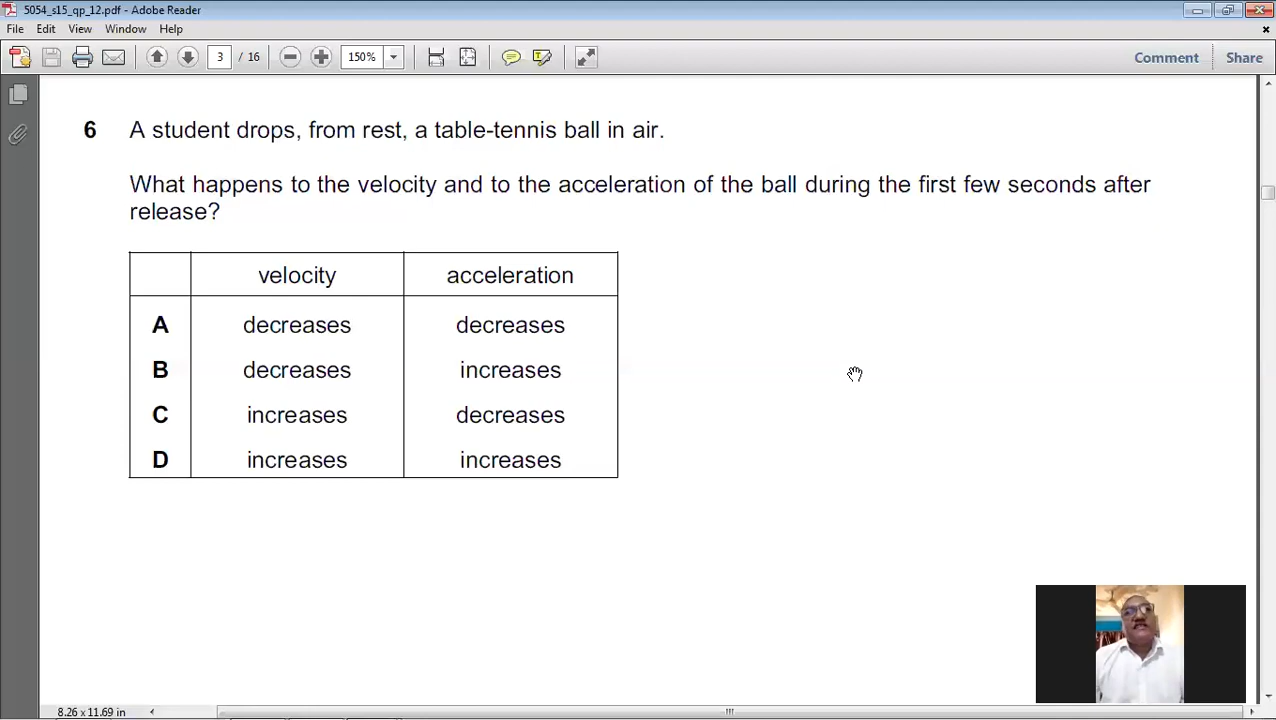 5054_s15_qp_12.pdf - Adobe Reader
File Edit View Window Help
3 / 16 150% Comment Share
6 A student drops, from rest, a table-tennis ball in air.
What happens to the velocity and to the acceleration of the ball during the first few seconds after
release?
velocity acceleration
A decreases decreases
B decreases increases
C increases decreases
D increases increases
8.26 x 11.69 in